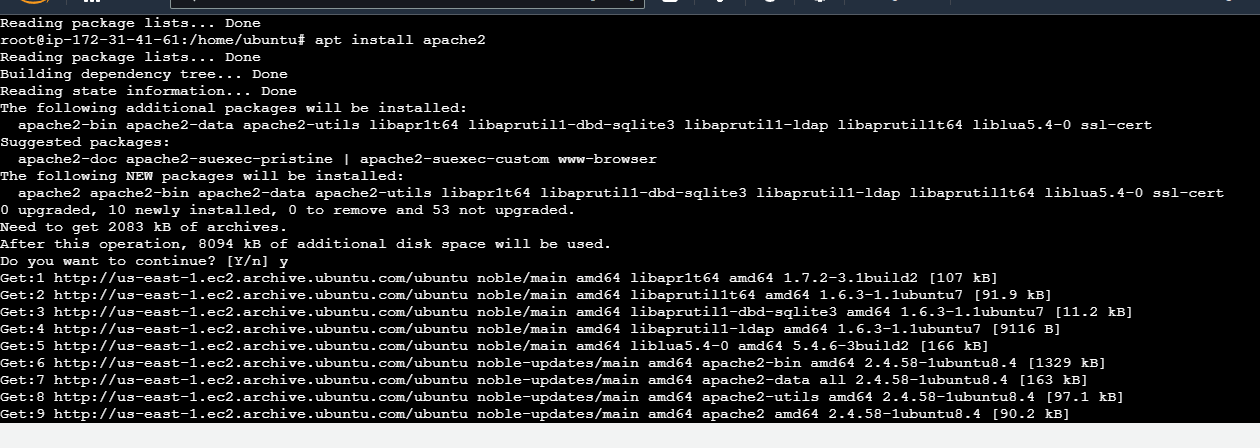 Reading package lists... Done
root@ip-172-31-41-61:/home/ubuntu# apt install apache2
Reading package lists... Done
Building dependency tree... Done
Reading state information... Done
The following additional packages will be installed:
  apache2-bin apache2-data apache2-utils libapr1t64 libaprutil1-dbd-sqlite3 libaprutil1-ldap libaprutil1t64 liblua5.4-0 ssl-cert
Suggested packages:
  apache2-doc apache2-suexec-pristine | apache2-suexec-custom www-browser
The following NEW packages will be installed:
  apache2 apache2-bin apache2-data apache2-utils libapr1t64 libaprutil1-dbd-sqlite3 libaprutil1-ldap libaprutil1t64 liblua5.4-0 ssl-cert
0 upgraded, 10 newly installed, 0 to remove and 53 not upgraded.
Need to get 2083 kB of archives.
After this operation, 8094 kB of additional disk space will be used.
Do you want to continue? [Y/n] y
Get:1 http://us-east-1.ec2.archive.ubuntu.com/ubuntu noble/main amd64 libapr1t64 amd64 1.7.2-3.1build2 [107 kB]
Get:2 http://us-east-1.ec2.archive.ubuntu.com/ubuntu noble/main amd64 libaprutil1t64 amd64 1.6.3-1.1ubuntu7 [91.9 kB]
Get:3 http://us-east-1.ec2.archive.ubuntu.com/ubuntu noble/main amd64 libaprutil1-dbd-sqlite3 amd64 1.6.3-1.1ubuntu7 [11.2 kB]
Get:4 http://us-east-1.ec2.archive.ubuntu.com/ubuntu noble/main amd64 libaprutil1-ldap amd64 1.6.3-1.1ubuntu7 [9116 B]
Get:5 http://us-east-1.ec2.archive.ubuntu.com/ubuntu noble/main amd64 liblua5.4-0 amd64 5.4.6-3build2 [166 kB]
Get:6 http://us-east-1.ec2.archive.ubuntu.com/ubuntu noble-updates/main amd64 apache2-bin amd64 2.4.58-1ubuntu8.4 [1329 kB]
Get:7 http://us-east-1.ec2.archive.ubuntu.com/ubuntu noble-updates/main amd64 apache2-data all 2.4.58-1ubuntu8.4 [163 kB]
Get:8 http://us-east-1.ec2.archive.ubuntu.com/ubuntu noble-updates/main amd64 apache2-utils amd64 2.4.58-1ubuntu8.4 [97.1 kB]
Get:9 http://us-east-1.ec2.archive.ubuntu.com/ubuntu noble-updates/main amd64 apache2 amd64 2.4.58-1ubuntu8.4 [90.2 kB]